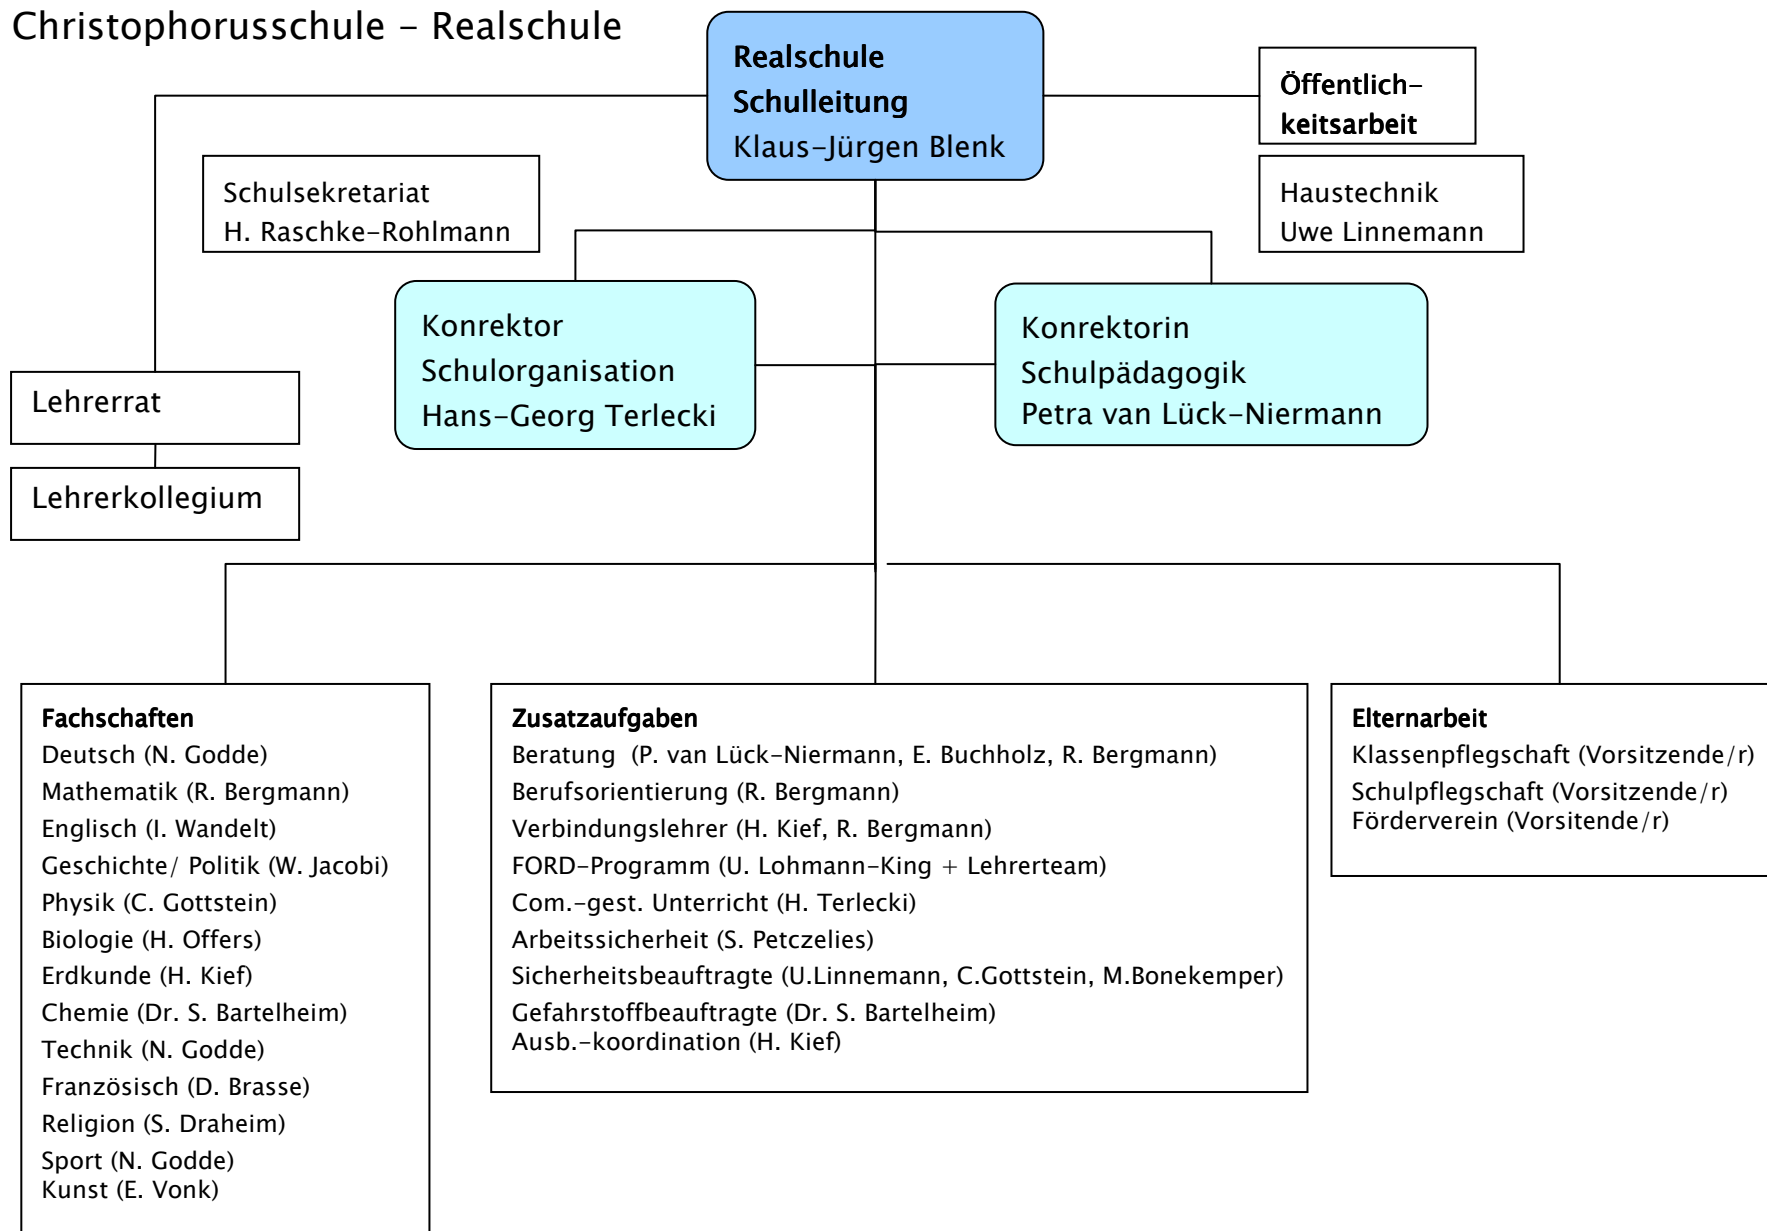 Christophorusschule – Realschule
Realschule
Schulleitung
Klaus-Jürgen Blenk
Öffentlich-
keitsarbeit
Schulsekretariat
H. Raschke-Rohlmann
Haustechnik
Uwe Linnemann
Konrektor
Schulorganisation
Hans-Georg Terlecki
Konrektorin
Schulpädagogik
Petra van Lück-Niermann
Lehrerrat
Lehrerkollegium
Fachschaften
Deutsch (N. Godde)
Mathematik (R. Bergmann)
Englisch (I. Wandelt)
Geschichte/ Politik (W. Jacobi)
Physik (C. Gottstein)
Biologie (H. Offers)
Erdkunde (H. Kief)
Chemie (Dr. S. Bartelheim)
Technik (N. Godde)
Französisch (D. Brasse)
Religion (S. Draheim)
Sport (N. Godde)
Kunst (E. Vonk)
Zusatzaufgaben
Beratung  (P. van Lück-Niermann, E. Buchholz, R. Bergmann)
Berufsorientierung (R. Bergmann)
Verbindungslehrer (H. Kief, R. Bergmann)
FORD-Programm (U. Lohmann-King + Lehrerteam)
Com.-gest. Unterricht (H. Terlecki)
Arbeitssicherheit (S. Petczelies)
Sicherheitsbeauftragte (U.Linnemann, C.Gottstein, M.Bonekemper)
Gefahrstoffbeauftragte (Dr. S. Bartelheim)
Ausb.-koordination (H. Kief)
Elternarbeit
Klassenpflegschaft (Vorsitzende/r)
Schulpflegschaft (Vorsitzende/r)
Förderverein (Vorsitende/r)